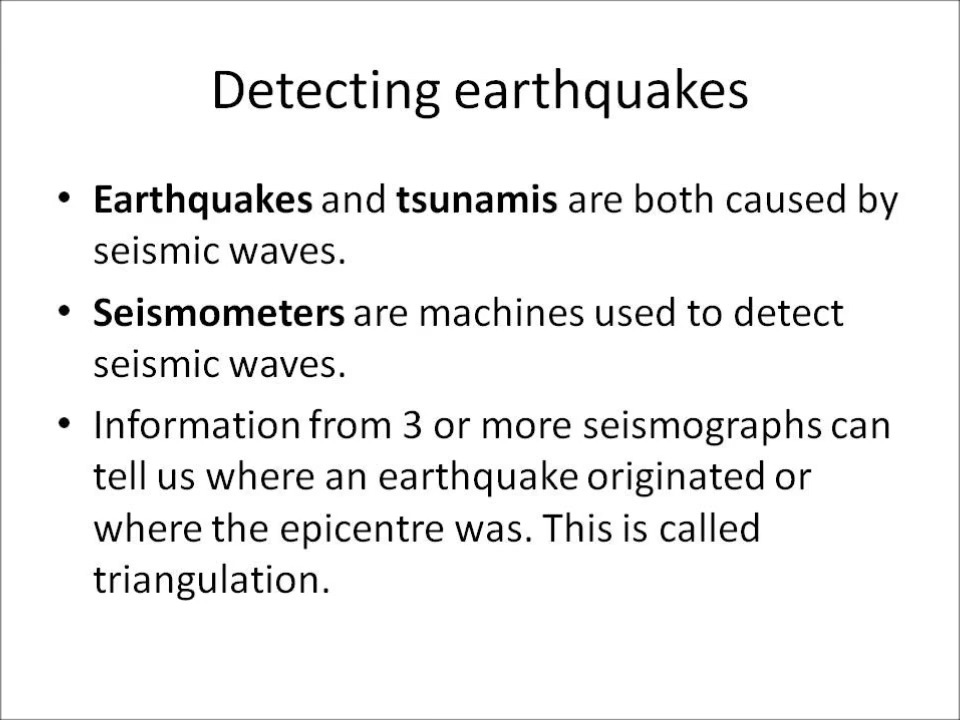 Detecting earthquakes
• Earthquakes and tsunamis are both caused by
seismic waves.
• Seismometers are machines used to detect
seismic waves.
• Information from 3 or more seismographs can
tell us where an earthquake originated or
where the epicentre was. This is called
triangulation.